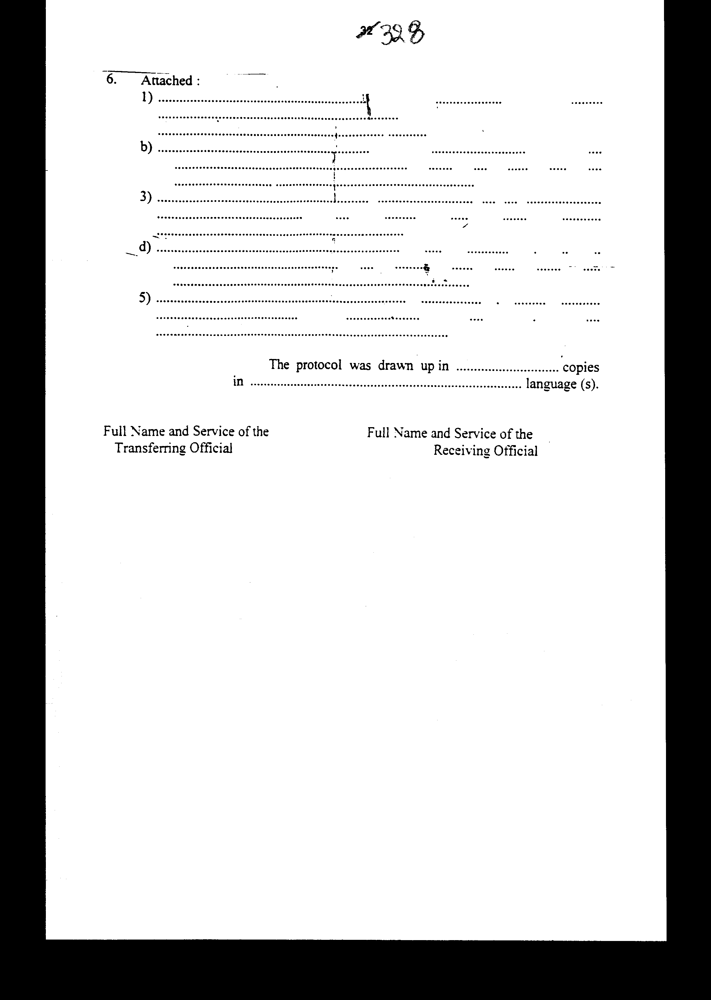 32 328
6. Attached :
1) ............................................................ ................... .........
.....................................................................
................................................................. ...........
b) ............................................................. ........................... ....
................................................................... ....... .... ...... ..... ....
............................ .........................................................
3) ............................................................. ........................... .... .... .....................
.......................................... .... ......... ..... ....... ...........
.......................................................................
d) ...................................................................... ..... ............ . .. ..
............................................... .... ......... ...... ...... ....... .....
.....................................................................................
5) ........................................................................ ................. . ......... ...........
......................................... ..................... .... . ....
....................................................................................
The protocol was drawn up in ............................. copies
in ............................................................................. language (s).
Full Name and Service of the Full Name and Service of the
Transferring Official Receiving Official